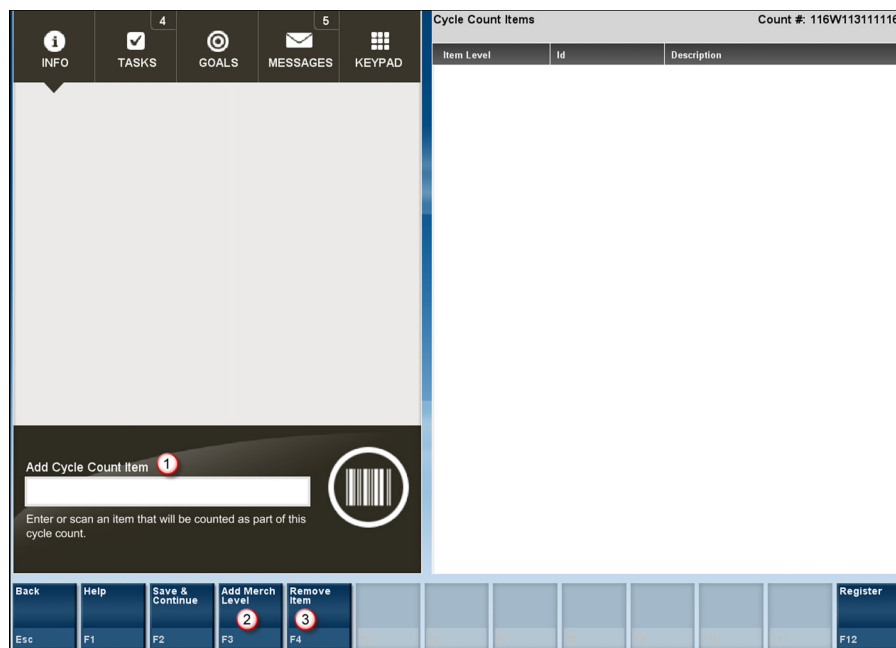 4
5
INFO
TASKS
GOALS
MESSAGES
KEYPAD
Cycle Count Items
Count #: 116W11311116
Item Level
Id
Description
Add Cycle Count Item
1
Enter or scan an item that will be counted as part of this
cycle count.
Back
Help
Save &
Continue
Add Merch
Level
Remove
Item
Register
2
3
Esc
F1
F2
F3
F4
F12